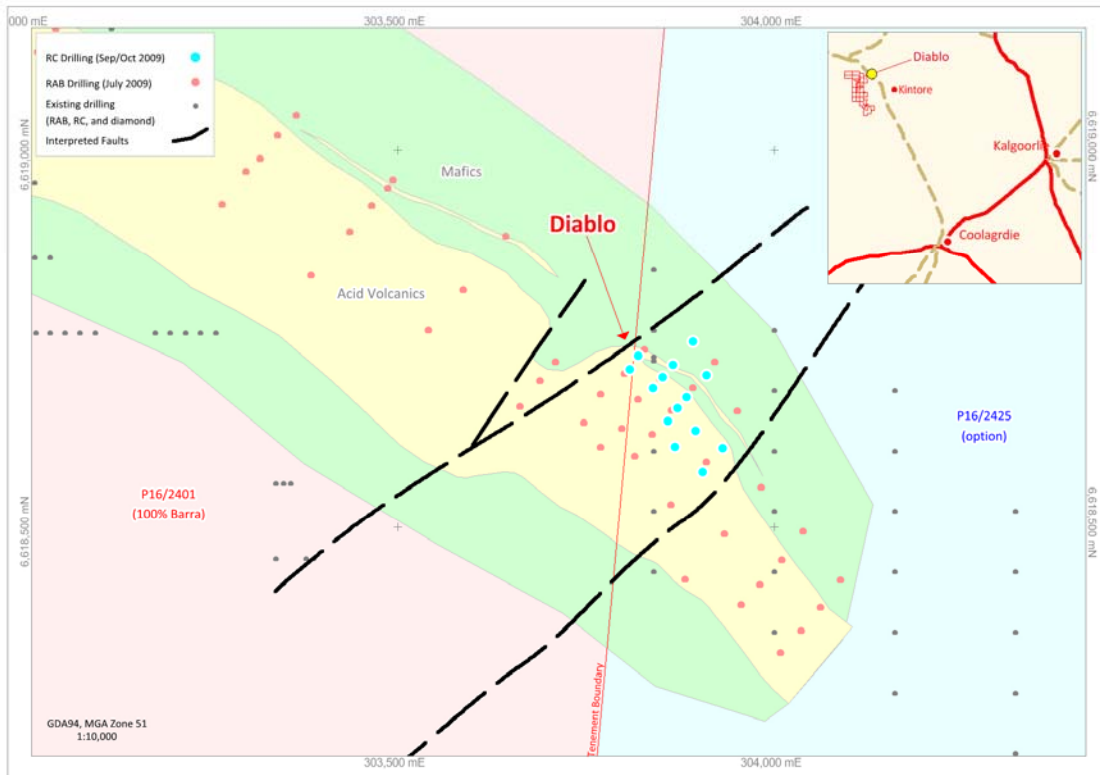 000 mE
303,500 mE
304,000 mE
RC Drilling (Sep/Oct 2009)
RAB Drilling (July 2009)
Existing drilling
(RAB, RC, and diamond)
Interpreted Faults
Diablo
Kintore
Kalgoorli
Coolagrdie
6,619,000 mN
6,619,000 mN
Mafics
Diablo
Acid Volcanics
P16/2425
(option)
P16/2401
(100% Barra)
6,618,500 mN
6,618,500 mN
Tenement Boundary
GDA94, MGA Zone 51
1:10,000
303,500 mE
304,000 mE